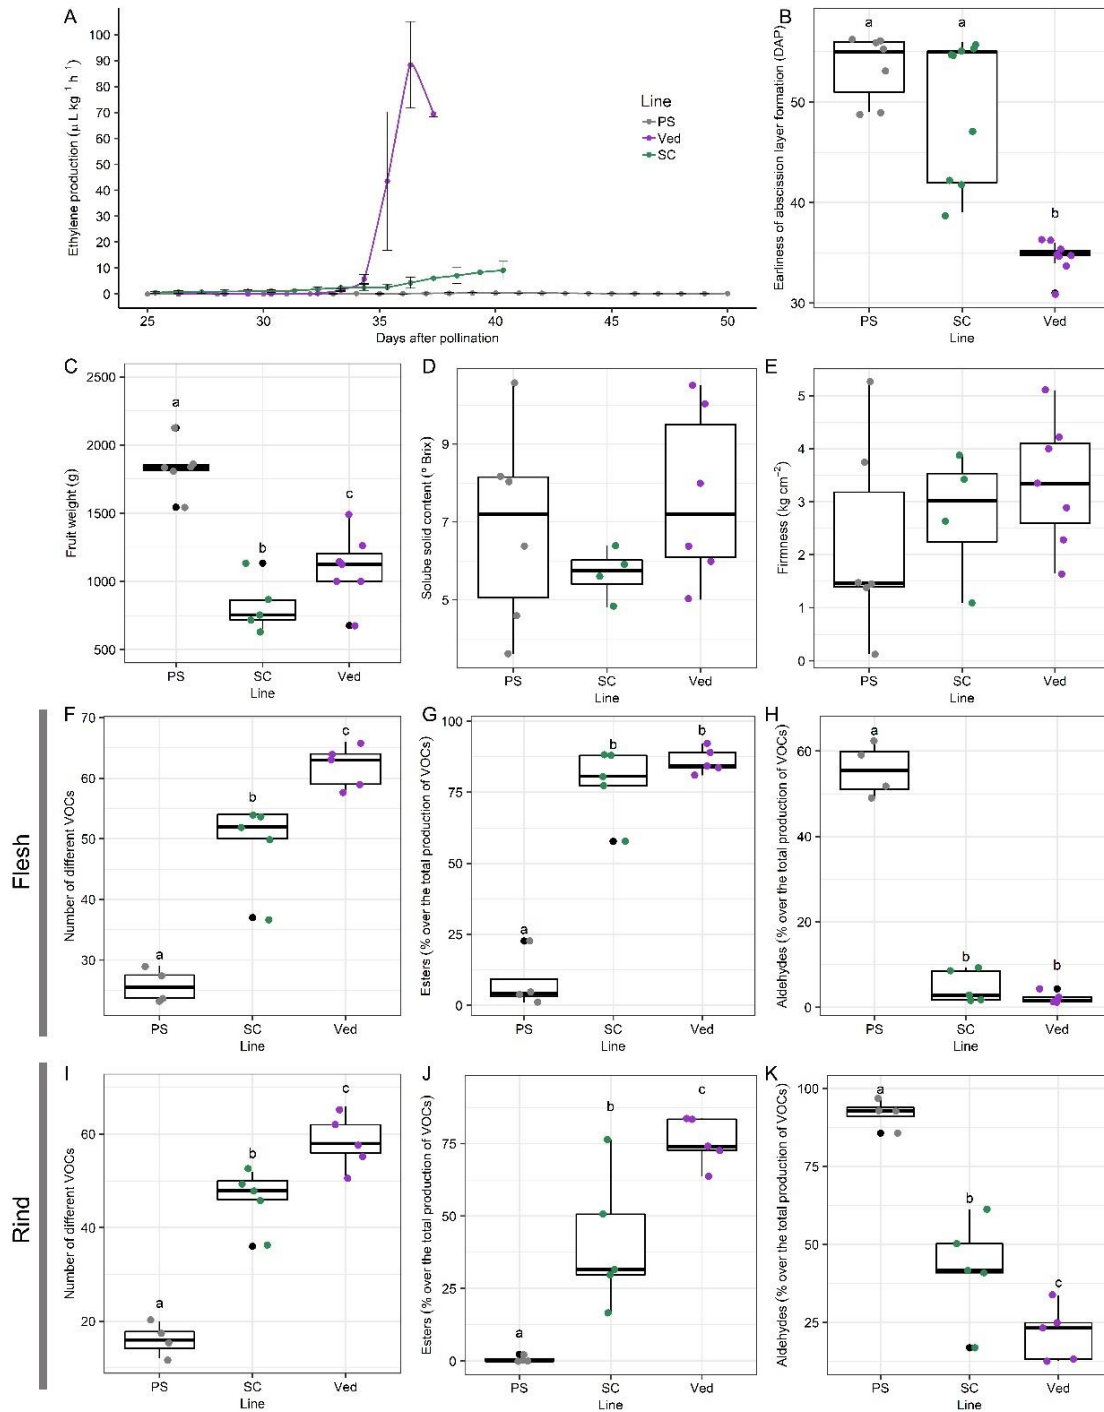 A
Ethylene production (μ L kg ⁻¹ h⁻¹)
100
90
80
70
60
50
40
30
20
10
0
25
30
35
40
45
50
Days after pollination
Line
PS
Ved
SC
B
Earliness of abscission layer formation (DAP)
50
40
30
a
a
b
PS
SC
Ved
Line
C
Fruit weight (g)
2500
2000
1500
1000
500
a
b
c
PS
SC
Ved
Line
D
Solube solid content (° Brix)
9
7
5
PS
SC
Ved
Line
E
Firmness (kg cm⁻²)
5
4
3
2
1
0
PS
SC
Ved
Line
Flesh
F
Number of different VOCs
70
60
50
40
30
a
b
c
PS
SC
Ved
Line
G
Esters (% over the total production of VOCs)
100
75
50
25
0
a
b
b
PS
SC
Ved
Line
H
Aldehydes (% over the total production of VOCs)
60
40
20
0
a
b
b
PS
SC
Ved
Line
Rind
I
Number of different VOCs
60
40
20
a
b
c
PS
SC
Ved
Line
J
Esters (% over the total production of VOCs)
75
50
25
0
a
b
c
PS
SC
Ved
Line
K
Aldehydes (% over the total production of VOCs)
100
75
50
25
a
b
c
PS
SC
Ved
Line